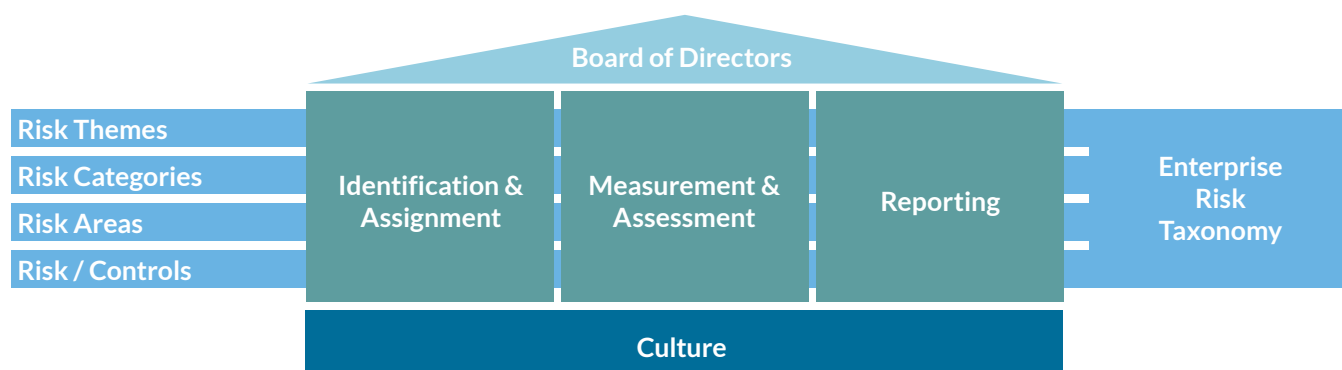 Board of Directors
Risk Themes
Risk Categories
Risk Areas
Risk / Controls
Identification &
Assignment
Measurement &
Assessment
Reporting
Enterprise
Risk
Taxonomy
Culture